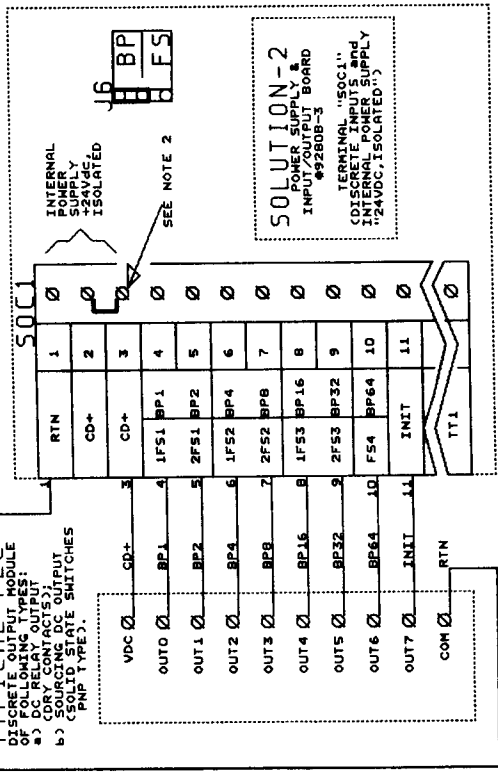 DISCRETE OUTPUT MODULE
OF FOLLOWING TYPES:
a) DC RELAY OUTPUT
(DRY CONTACTS);
b) SOURCING DC OUTPUT
(SOLID STATE SWITCHES
PNP TYPE).
VDC
OUT0
OUT1
OUT2
OUT3
OUT4
OUT5
OUT6
OUT7
COM
1
3 CD+
4 BP1
5 BP2
6 BP4
7 BP8
8 BP16
9 BP32
10 BP64
11 INIT
RTN
SOC1
RTN 1
CD+ 2
CD+ 3
1FS1 BP1 4
2FS1 BP2 5
1FS2 BP4 6
2FS2 BP8 7
1FS3 BP16 8
2FS3 BP32 9
FS4 BP64 10
INIT 11
TT1
INTERNAL
POWER
SUPPLY
+24Vdc,
ISOLATED
SEE NOTE 2
J6
BP
FS
SOLUTION-2
POWER SUPPLY &
INPUT/OUTPUT BOARD
#9280B-3
TERMINAL "SOC1"
(DISCRETE INPUTS and
INTERNAL POWER SUPPLY
"24VDC,ISOLATED")